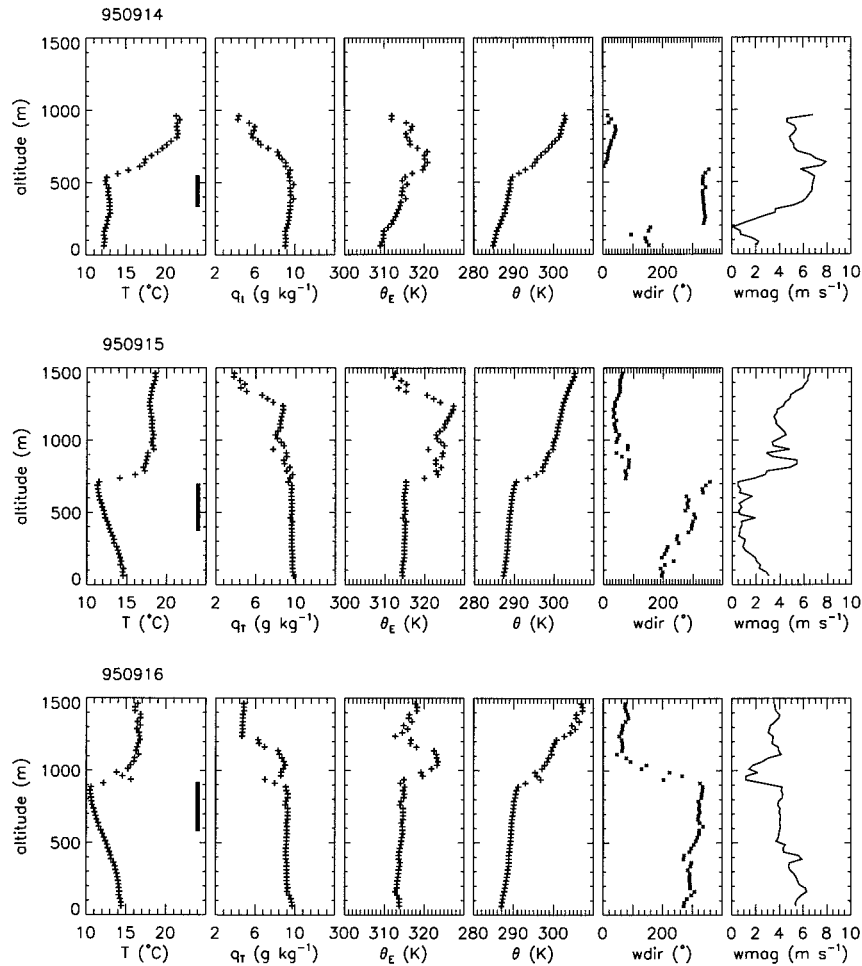 950914
1500
1000
500
0
altitude (m)
10 15 20
T (°C)
2 6 10
q_t (g kg⁻¹)
300 310 320
θ_E (K)
280 290 300
θ (K)
0 200
wdir (°)
0 2 4 6 8 10
wmag (m s⁻¹)
950915
1500
1000
500
0
altitude (m)
10 15 20
T (°C)
2 6 10
q_T (g kg⁻¹)
300 310 320
θ_E (K)
280 290 300
θ (K)
0 200
wdir (°)
0 2 4 6 8 10
wmag (m s⁻¹)
950916
1500
1000
500
0
altitude (m)
10 15 20
T (°C)
2 6 10
q_T (g kg⁻¹)
300 310 320
θ_E (K)
280 290 300
θ (K)
0 200
wdir (°)
0 2 4 6 8 10
wmag (m s⁻¹)